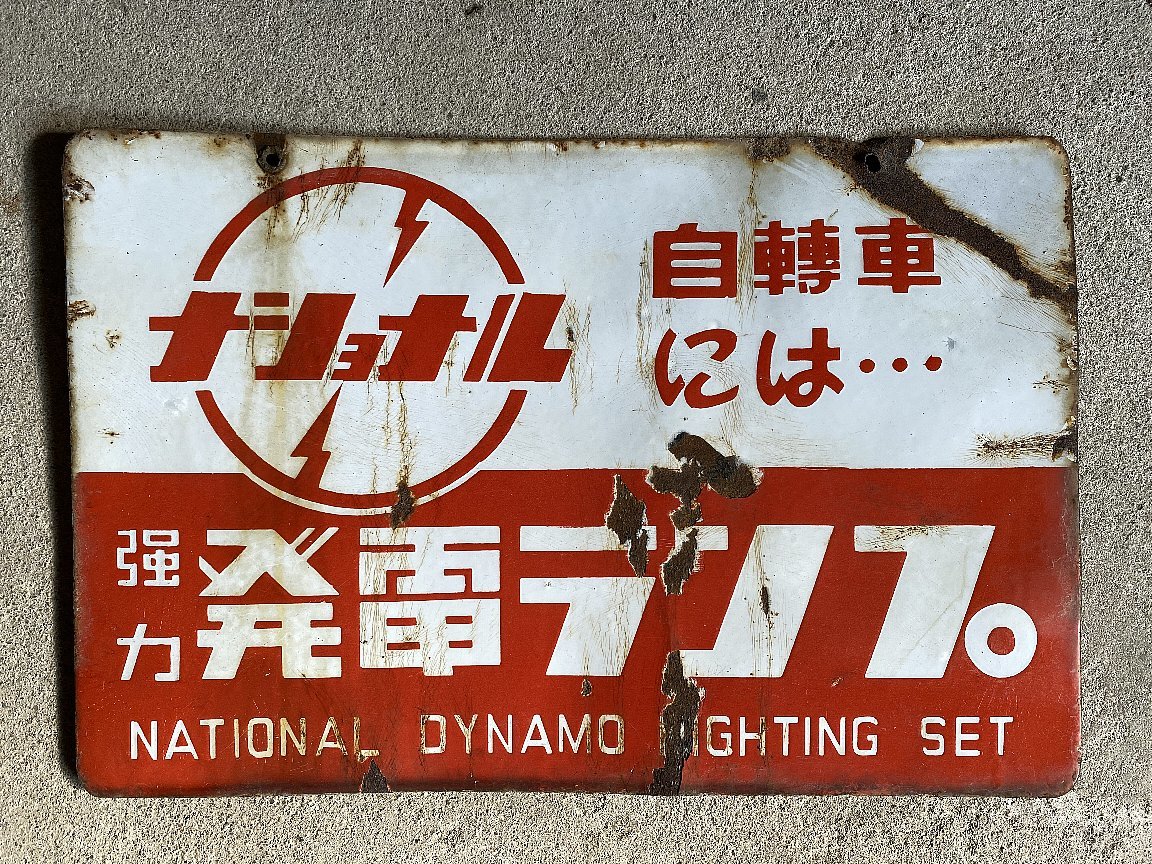 ナショナル
自轉車
には…
強力 発電ランプ
NATIONAL DYNAMO LIGHTING SET